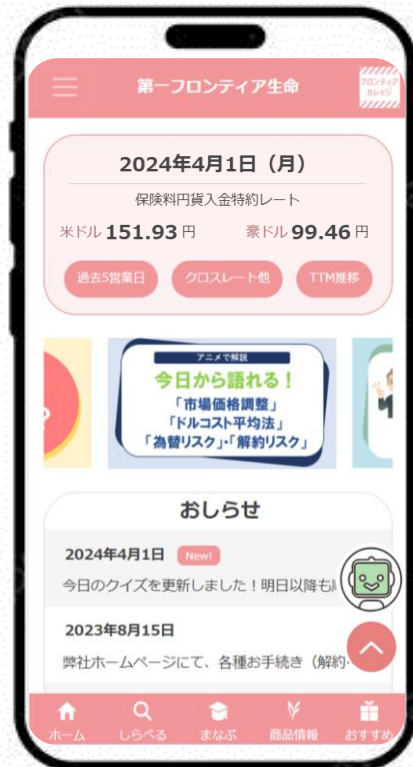 第一フロンティア生命
フロンティア
カレッジ
2024年4月1日（月）
保険料円貨入金特約レート
米ドル 151.93 円 豪ドル 99.46 円
過去5営業日 クロスレート他 TTM推移
?
アニメで解説
今日から語れる！
「市場価格調整」
「ドルコスト平均法」
「為替リスク」・「解約リスク」
おしらせ
2024年4月1日 New!
今日のクイズを更新しました！明日以降も
2023年8月15日
弊社ホームページにて、各種お手続き（解約…
ホーム しらべる まなぶ 商品情報 おすすめ